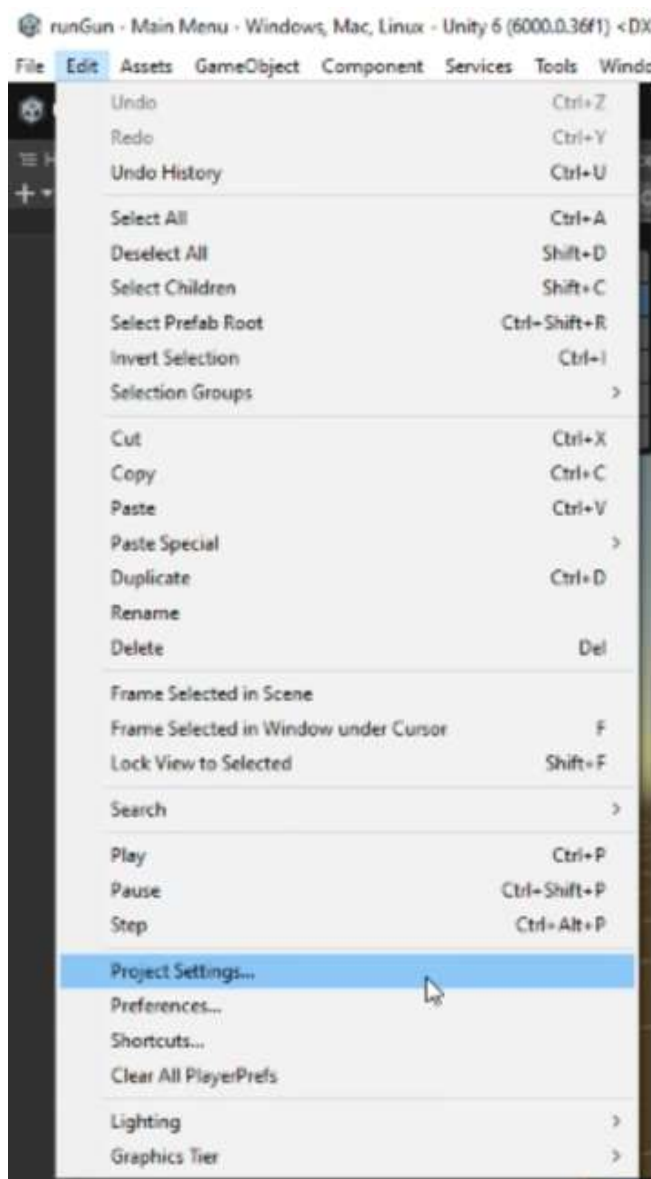 runGun - Main Menu - Windows, Mac, Linux - Unity 6 (6000.0.36f1) <DX
File Edit Assets GameObject Component Services Tools
Undo Ctrl+Z
Redo Ctrl+Y
Undo History Ctrl+U
Select All Ctrl+A
Deselect All Shift+D
Select Children Shift+C
Select Prefab Root Ctrl+Shift+R
Invert Selection Ctrl+I
Selection Groups >
Cut Ctrl+X
Copy Ctrl+C
Paste Ctrl+V
Paste Special >
Duplicate Ctrl+D
Rename
Delete Del
Frame Selected in Scene
Frame Selected in Window under Cursor F
Lock View to Selected Shift+F
Search >
Play Ctrl+P
Pause Ctrl+Shift+P
Step Ctrl+Alt+P
Project Settings...
Preferences...
Shortcuts...
Clear All PlayerPrefs
Lighting >
Graphics Tier >